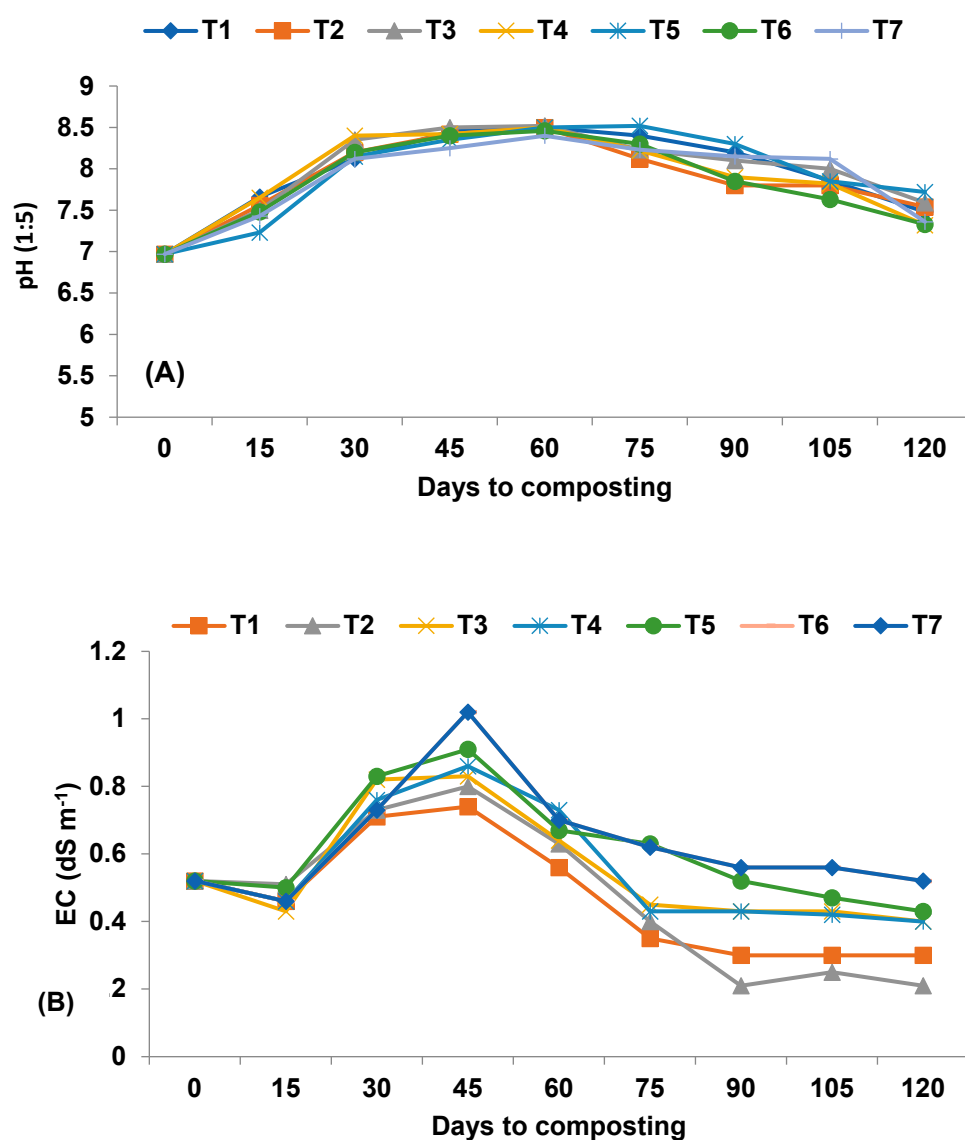 T1 T2 T3 T4 T5 T6 T7
9
8.5
8
7.5
7
6.5
6
5.5
5
pH (1:5)
(A)
0 15 30 45 60 75 90 105 120
Days to composting
T1 T2 T3 T4 T5 T6 T7
1.2
1
0.8
0.6
0.4
.2
0
EC (dS m⁻¹)
(B)
0 15 30 45 60 75 90 105 120
Days to composting